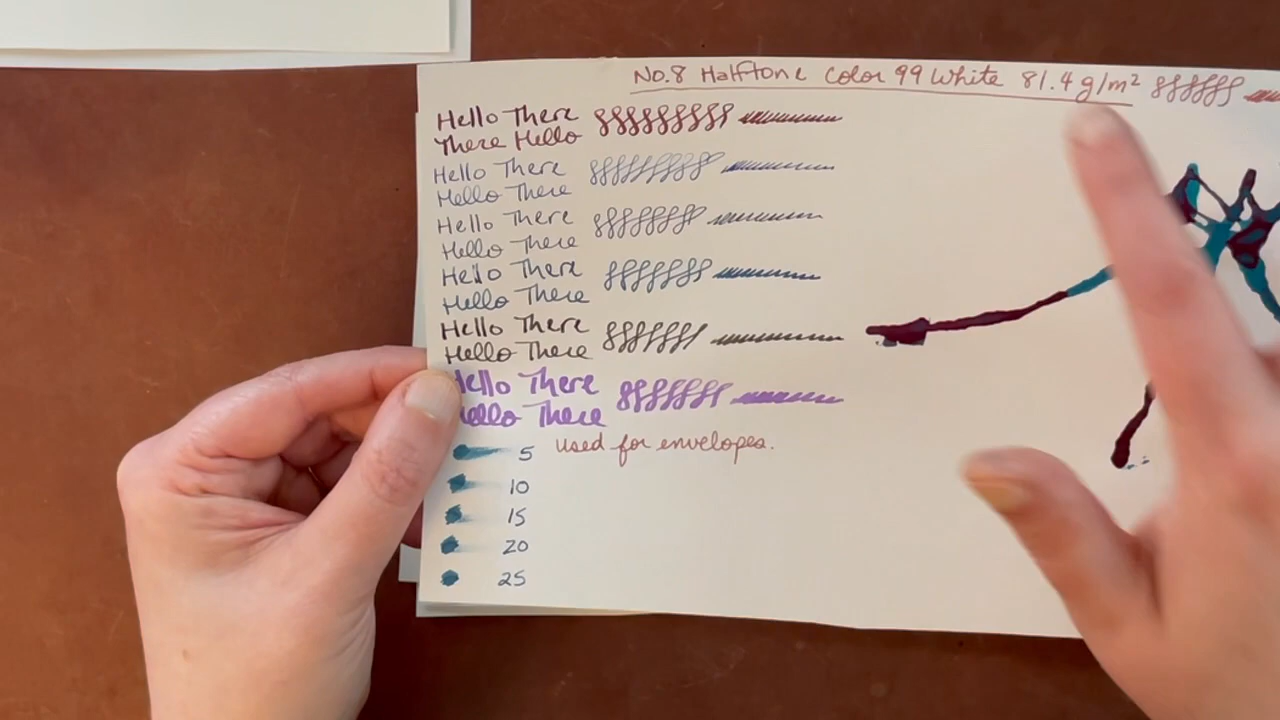 No.8 Halftone Color 99 White 81.4 g/m²
Hello There
There Hello
Hello There
Hello There
Hello There
Hello There
Hello There
Hello There
Hello There
Hello There
Hello There
Hello There
5 used for envelopes.
10
15
20
25